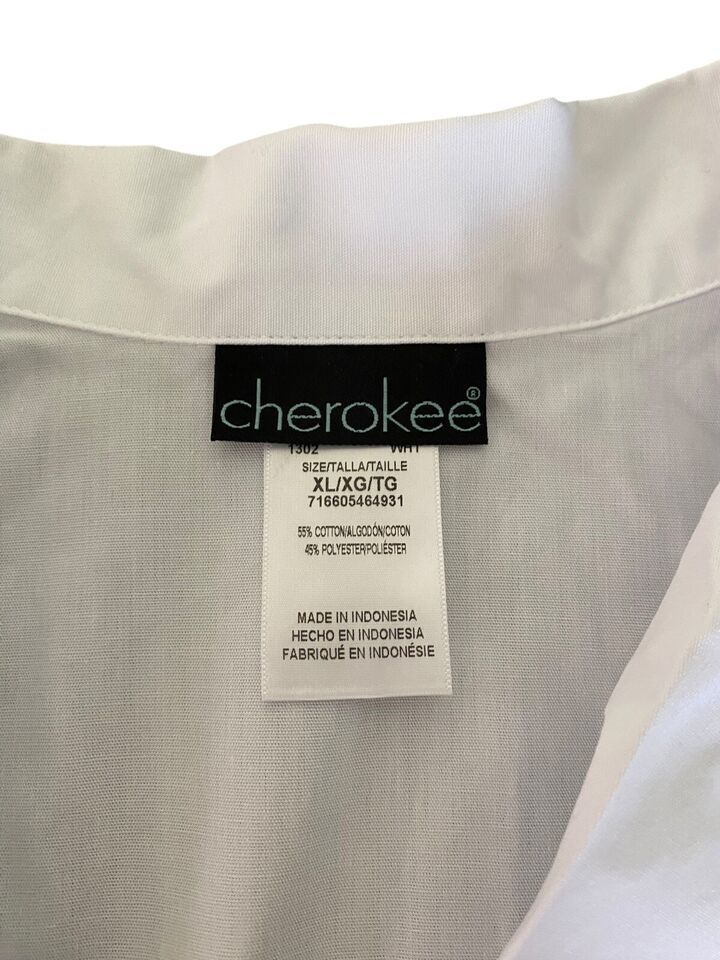 cherokee®
1302 WHT
SIZE/TALLA/TAILLE
XL/XG/TG
716605464931
55% COTTON/ALGODÓN/COTON
45% POLYESTER/POLIÉSTER
MADE IN INDONESIA
HECHO EN INDONESIA
FABRIQUÉ EN INDONÉSIE